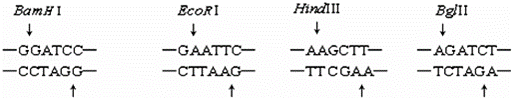 BamH I EcoR I Hind III Bgl II
↓ ↓ ↓ ↓
—GGATCC— —GAATTC— —AAGCTT— —AGATCT—
—CCTAGG— —CTTAAG— —TTCGAA— —TCTAGA—
↑ ↑ ↑ ↑